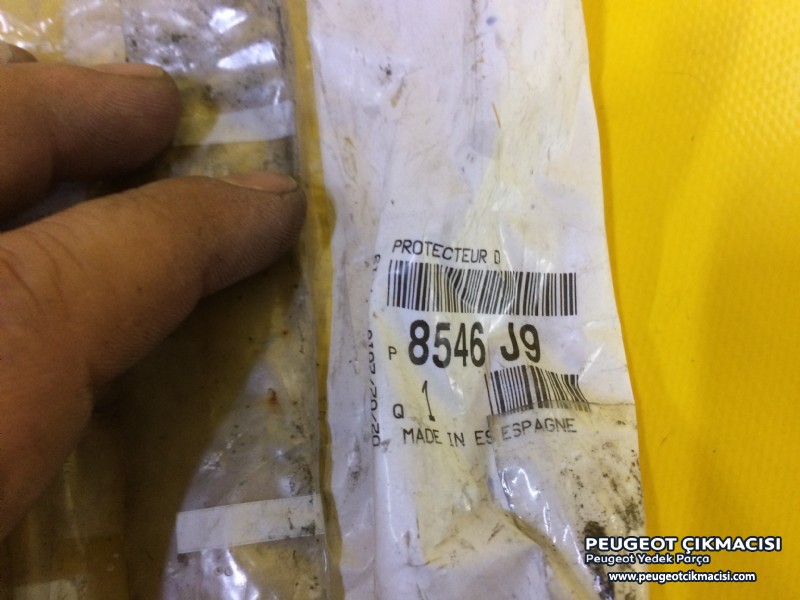 PROTECTEUR D
P 8546 J9
Q 1
MADE IN ES ESPAGNE
PEUGEOT ÇIKMACISI
Peugeot Yedek Parça
www.peugeotcikmacisi.com